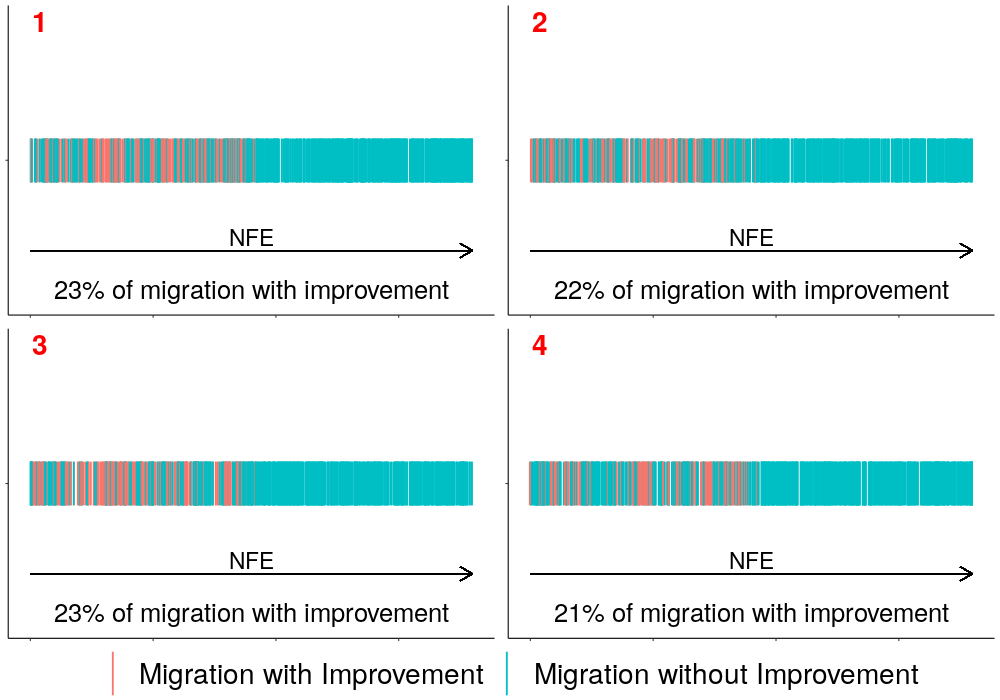 1
NFE
23% of migration with improvement
2
NFE
22% of migration with improvement
3
NFE
23% of migration with improvement
4
NFE
21% of migration with improvement
Migration with Improvement
Migration without Improvement